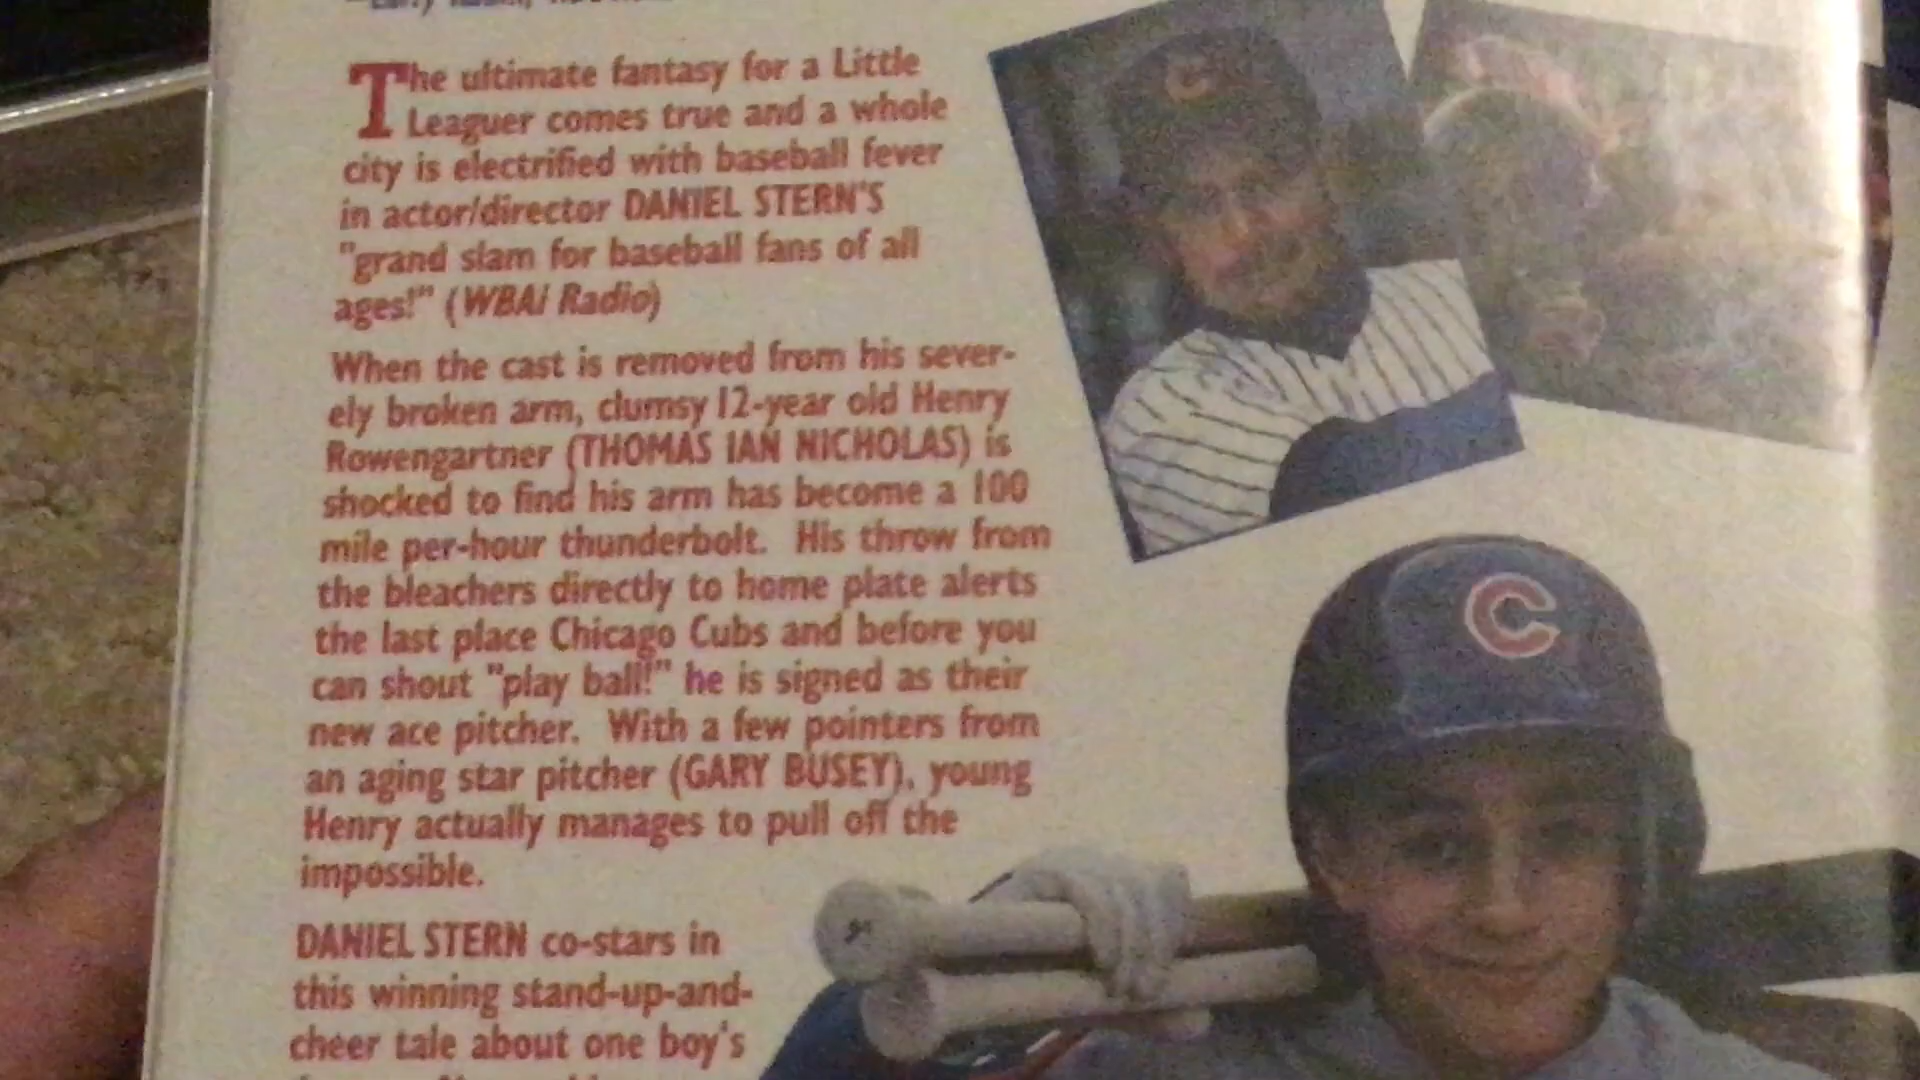 The ultimate fantasy for a Little
Leaguer comes true and a whole
city is electrified with baseball fever
in actor/director DANIEL STERN'S
"grand slam for baseball fans of all
ages!" (WBAI Radio)
When the cast is removed from his sever-
ely broken arm, clumsy 12-year old Henry
Rowengartner (THOMAS IAN NICHOLAS) is
shocked to find his arm has become a 100
mile per-hour thunderbolt. His throw from
the bleachers directly to home plate alerts
the last place Chicago Cubs and before you
can shout "play ball!" he is signed as their
new ace pitcher. With a few pointers from
an aging star pitcher (GARY BUSEY), young
Henry actually manages to pull off the
impossible.
DANIEL STERN co-stars in
this winning stand-up-and-
cheer tale about one boy's
C
C